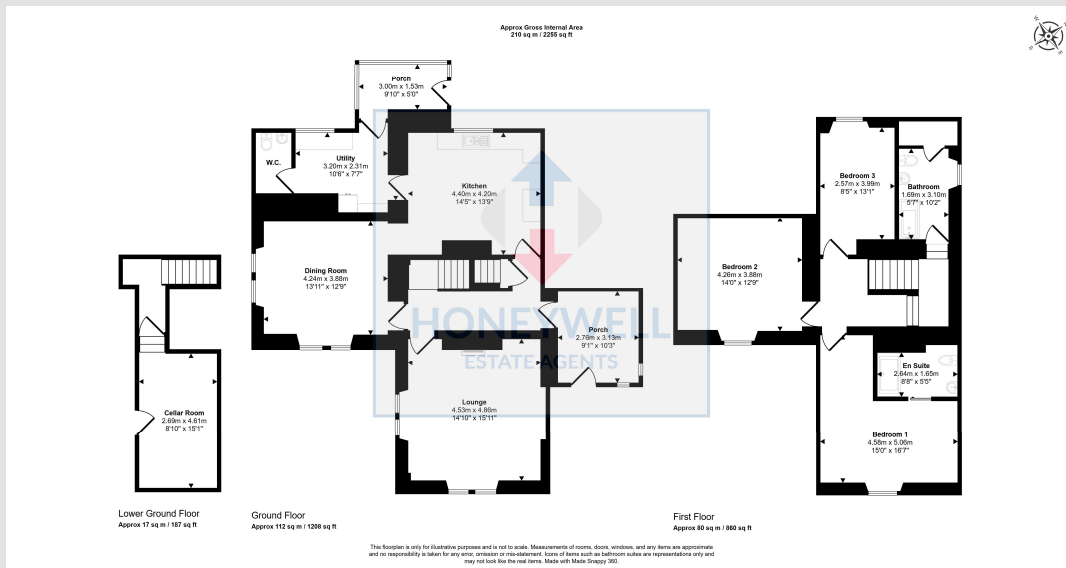 Approx Gross Internal Area
210 sq m / 2255 sq ft
Porch
3.00m x 1.53m
9'10" x 5'0"
W.C.
Utility
3.20m x 2.31m
10'6" x 7'7"
Kitchen
4.40m x 4.20m
14'5" x 13'9"
Dining Room
4.24m x 3.88m
13'11" x 12'9"
Porch
2.76m x 3.13m
9'1" x 10'3"
Lounge
4.53m x 4.86m
14'10" x 15'11"
HONEYWELL
ESTATE AGENTS
Cellar Room
2.69m x 4.61m
8'10" x 15'1"
Bedroom 3
2.57m x 3.99m
8'5" x 13'1"
Bathroom
1.69m x 3.10m
5'7" x 10'2"
Bedroom 2
4.26m x 3.88m
14'0" x 12'9"
En Suite
2.64m x 1.65m
8'8" x 5'5"
Bedroom 1
4.58m x 5.06m
15'0" x 16'7"
Lower Ground Floor
Approx 17 sq m / 187 sq ft
Ground Floor
Approx 112 sq m / 1208 sq ft
First Floor
Approx 80 sq m / 860 sq ft
This floorplan is only for illustrative purposes and is not to scale. Measurements of rooms, doors, windows, and any items are approximate
and no responsibility is taken for any error, omission or mis-statement. Icons of items such as bathroom suites are representations only and
may not look like the real items. Made with Made Snappy 360.